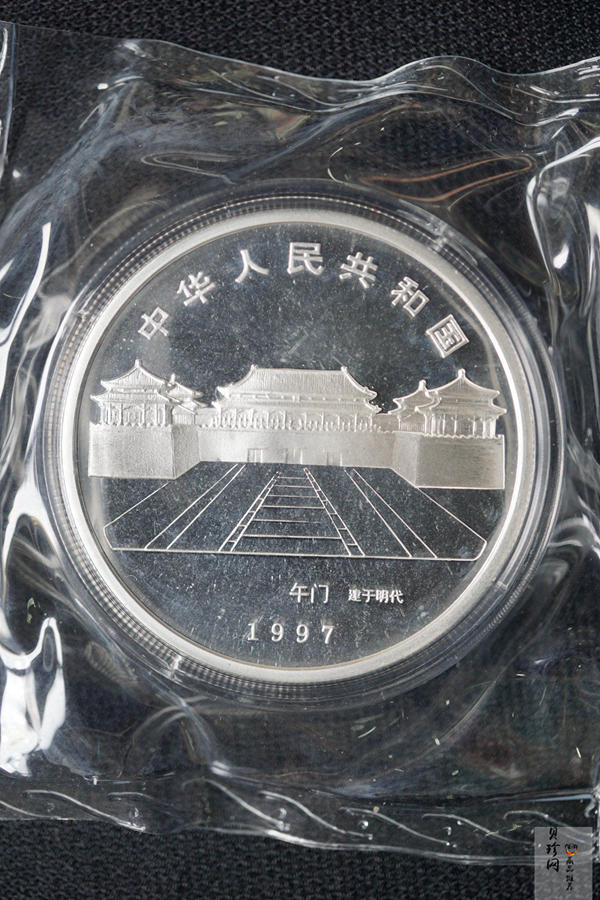 中华人民共和国
午门 建于明代
1997
贝珍网